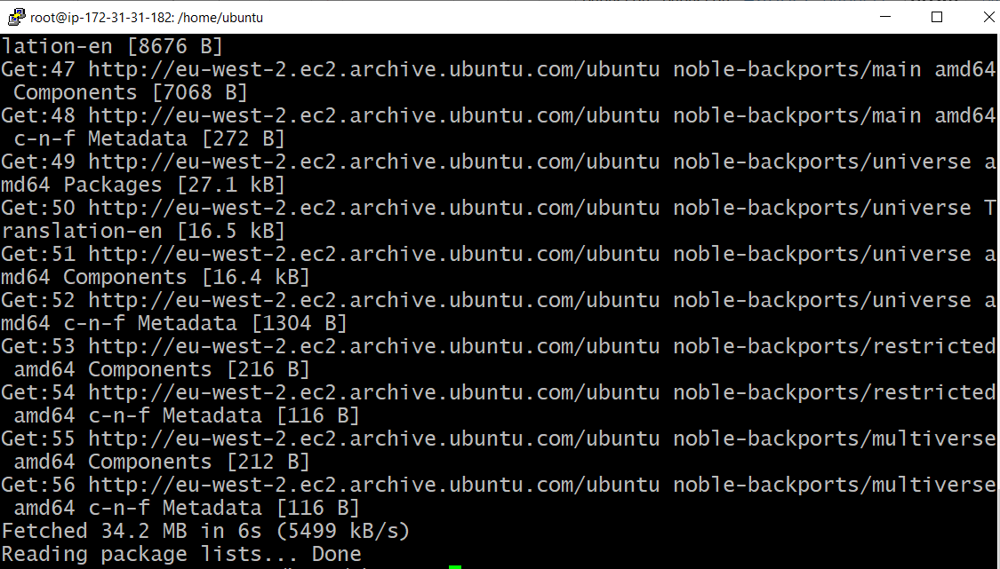 root@ip-172-31-31-182: /home/ubuntu
lation-en [8676 B]
Get:47 http://eu-west-2.ec2.archive.ubuntu.com/ubuntu noble-backports/main amd64
 Components [7068 B]
Get:48 http://eu-west-2.ec2.archive.ubuntu.com/ubuntu noble-backports/main amd64
 c-n-f Metadata [272 B]
Get:49 http://eu-west-2.ec2.archive.ubuntu.com/ubuntu noble-backports/universe a
md64 Packages [27.1 kB]
Get:50 http://eu-west-2.ec2.archive.ubuntu.com/ubuntu noble-backports/universe T
ranslation-en [16.5 kB]
Get:51 http://eu-west-2.ec2.archive.ubuntu.com/ubuntu noble-backports/universe a
md64 Components [16.4 kB]
Get:52 http://eu-west-2.ec2.archive.ubuntu.com/ubuntu noble-backports/universe a
md64 c-n-f Metadata [1304 B]
Get:53 http://eu-west-2.ec2.archive.ubuntu.com/ubuntu noble-backports/restricted
 amd64 Components [216 B]
Get:54 http://eu-west-2.ec2.archive.ubuntu.com/ubuntu noble-backports/restricted
 amd64 c-n-f Metadata [116 B]
Get:55 http://eu-west-2.ec2.archive.ubuntu.com/ubuntu noble-backports/multiverse
 amd64 Components [212 B]
Get:56 http://eu-west-2.ec2.archive.ubuntu.com/ubuntu noble-backports/multiverse
 amd64 c-n-f Metadata [116 B]
Fetched 34.2 MB in 6s (5499 kB/s)
Reading package lists... Done